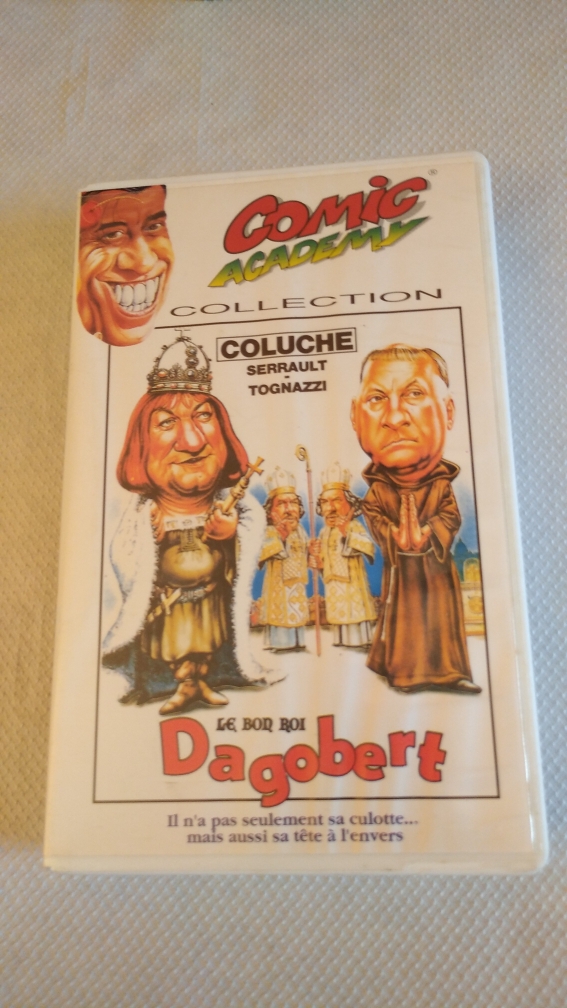 COMIC ®
ACADEMY
COLLECTION
COLUCHE
SERRAULT
-
TOGNAZZI
LE BON ROI
Dagobert
Il n'a pas seulement sa culotte...
mais aussi sa tête à l'envers